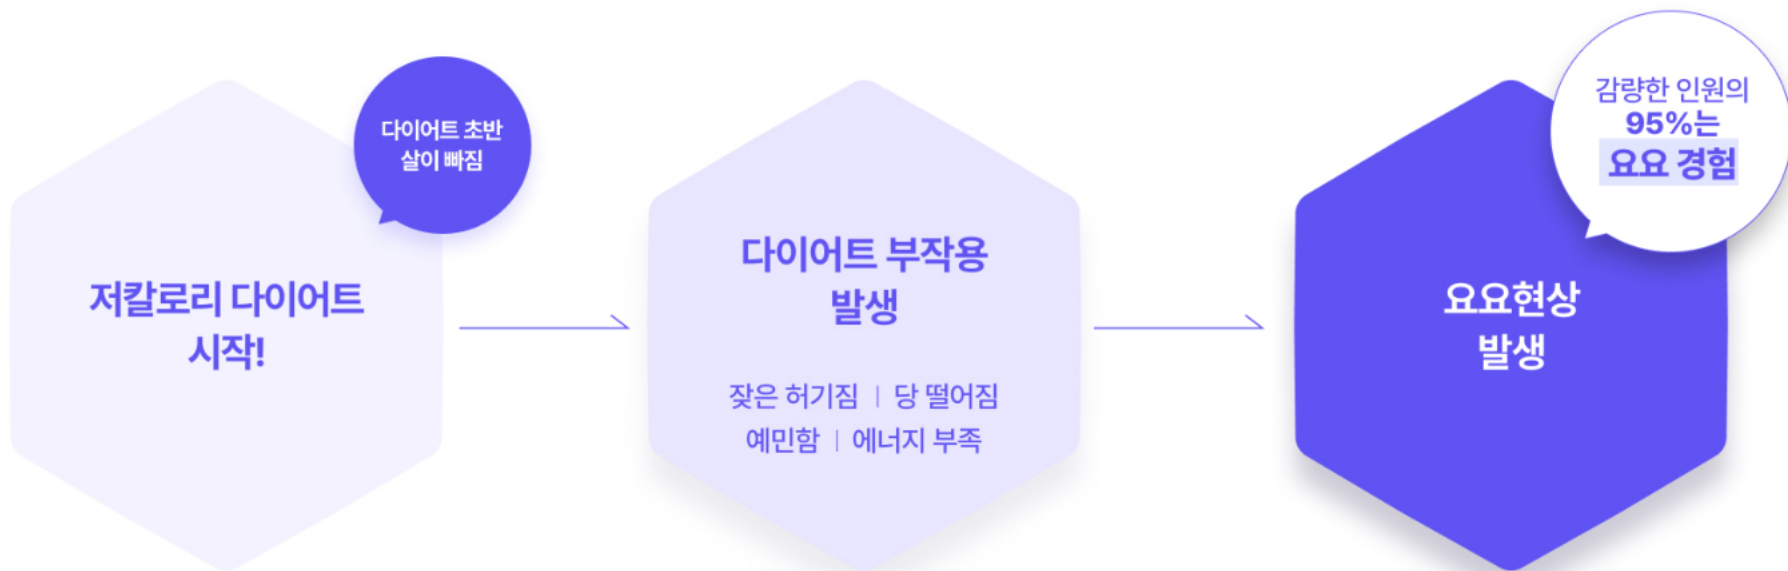 저칼로리 다이어트
시작!
다이어트 초반
살이 빠짐
다이어트 부작용
발생
잦은 허기짐 | 당 떨어짐
예민함 | 에너지 부족
요요현상
발생
감량한 인원의
95%는
요요 경험